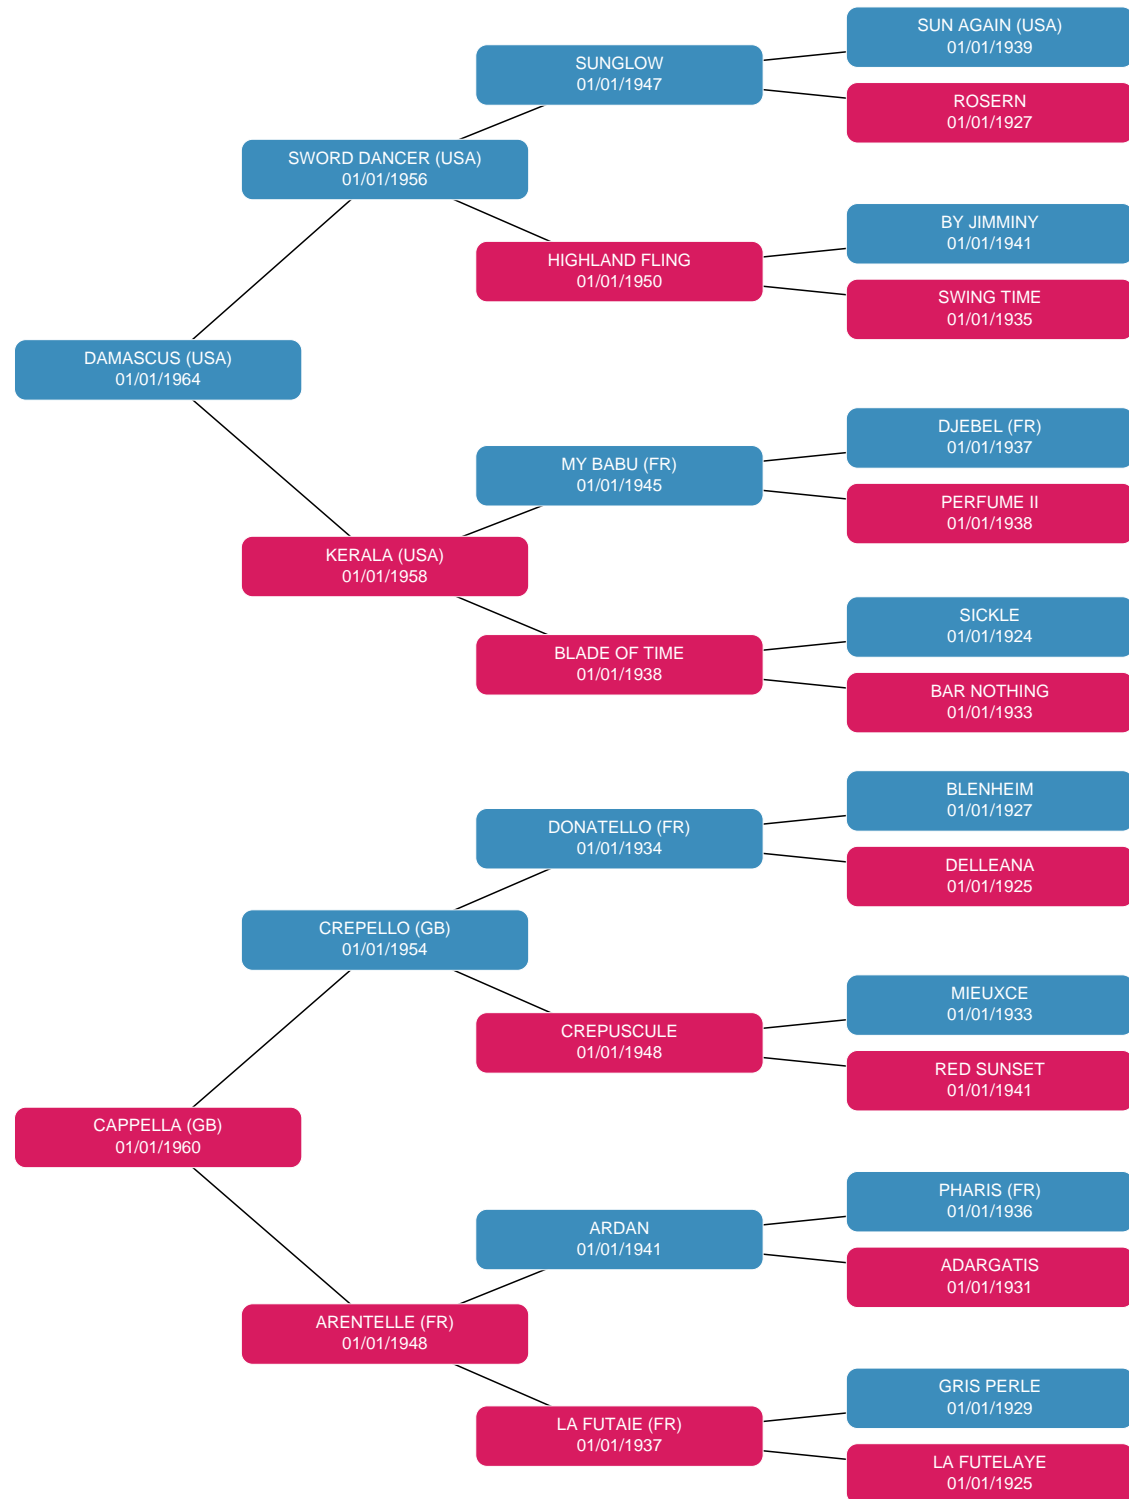 SUN AGAIN (USA)
01/01/1939
SUNGLOW
01/01/1947
ROSERN
01/01/1927
SWORD DANCER (USA)
01/01/1956
BY JIMMINY
01/01/1941
HIGHLAND FLING
01/01/1950
SWING TIME
01/01/1935
DAMASCUS (USA)
01/01/1964
DJEBEL (FR)
01/01/1937
MY BABU (FR)
01/01/1945
PERFUME II
01/01/1938
KERALA (USA)
01/01/1958
SICKLE
01/01/1924
BLADE OF TIME
01/01/1938
BAR NOTHING
01/01/1933
BLENHEIM
01/01/1927
DONATELLO (FR)
01/01/1934
DELLEANA
01/01/1925
CREPELLO (GB)
01/01/1954
MIEUXCE
01/01/1933
CREPUSCULE
01/01/1948
RED SUNSET
01/01/1941
CAPPELLA (GB)
01/01/1960
PHARIS (FR)
01/01/1936
ARDAN
01/01/1941
ADARGATIS
01/01/1931
ARENTELLE (FR)
01/01/1948
GRIS PERLE
01/01/1929
LA FUTAIE (FR)
01/01/1937
LA FUTELAYE
01/01/1925